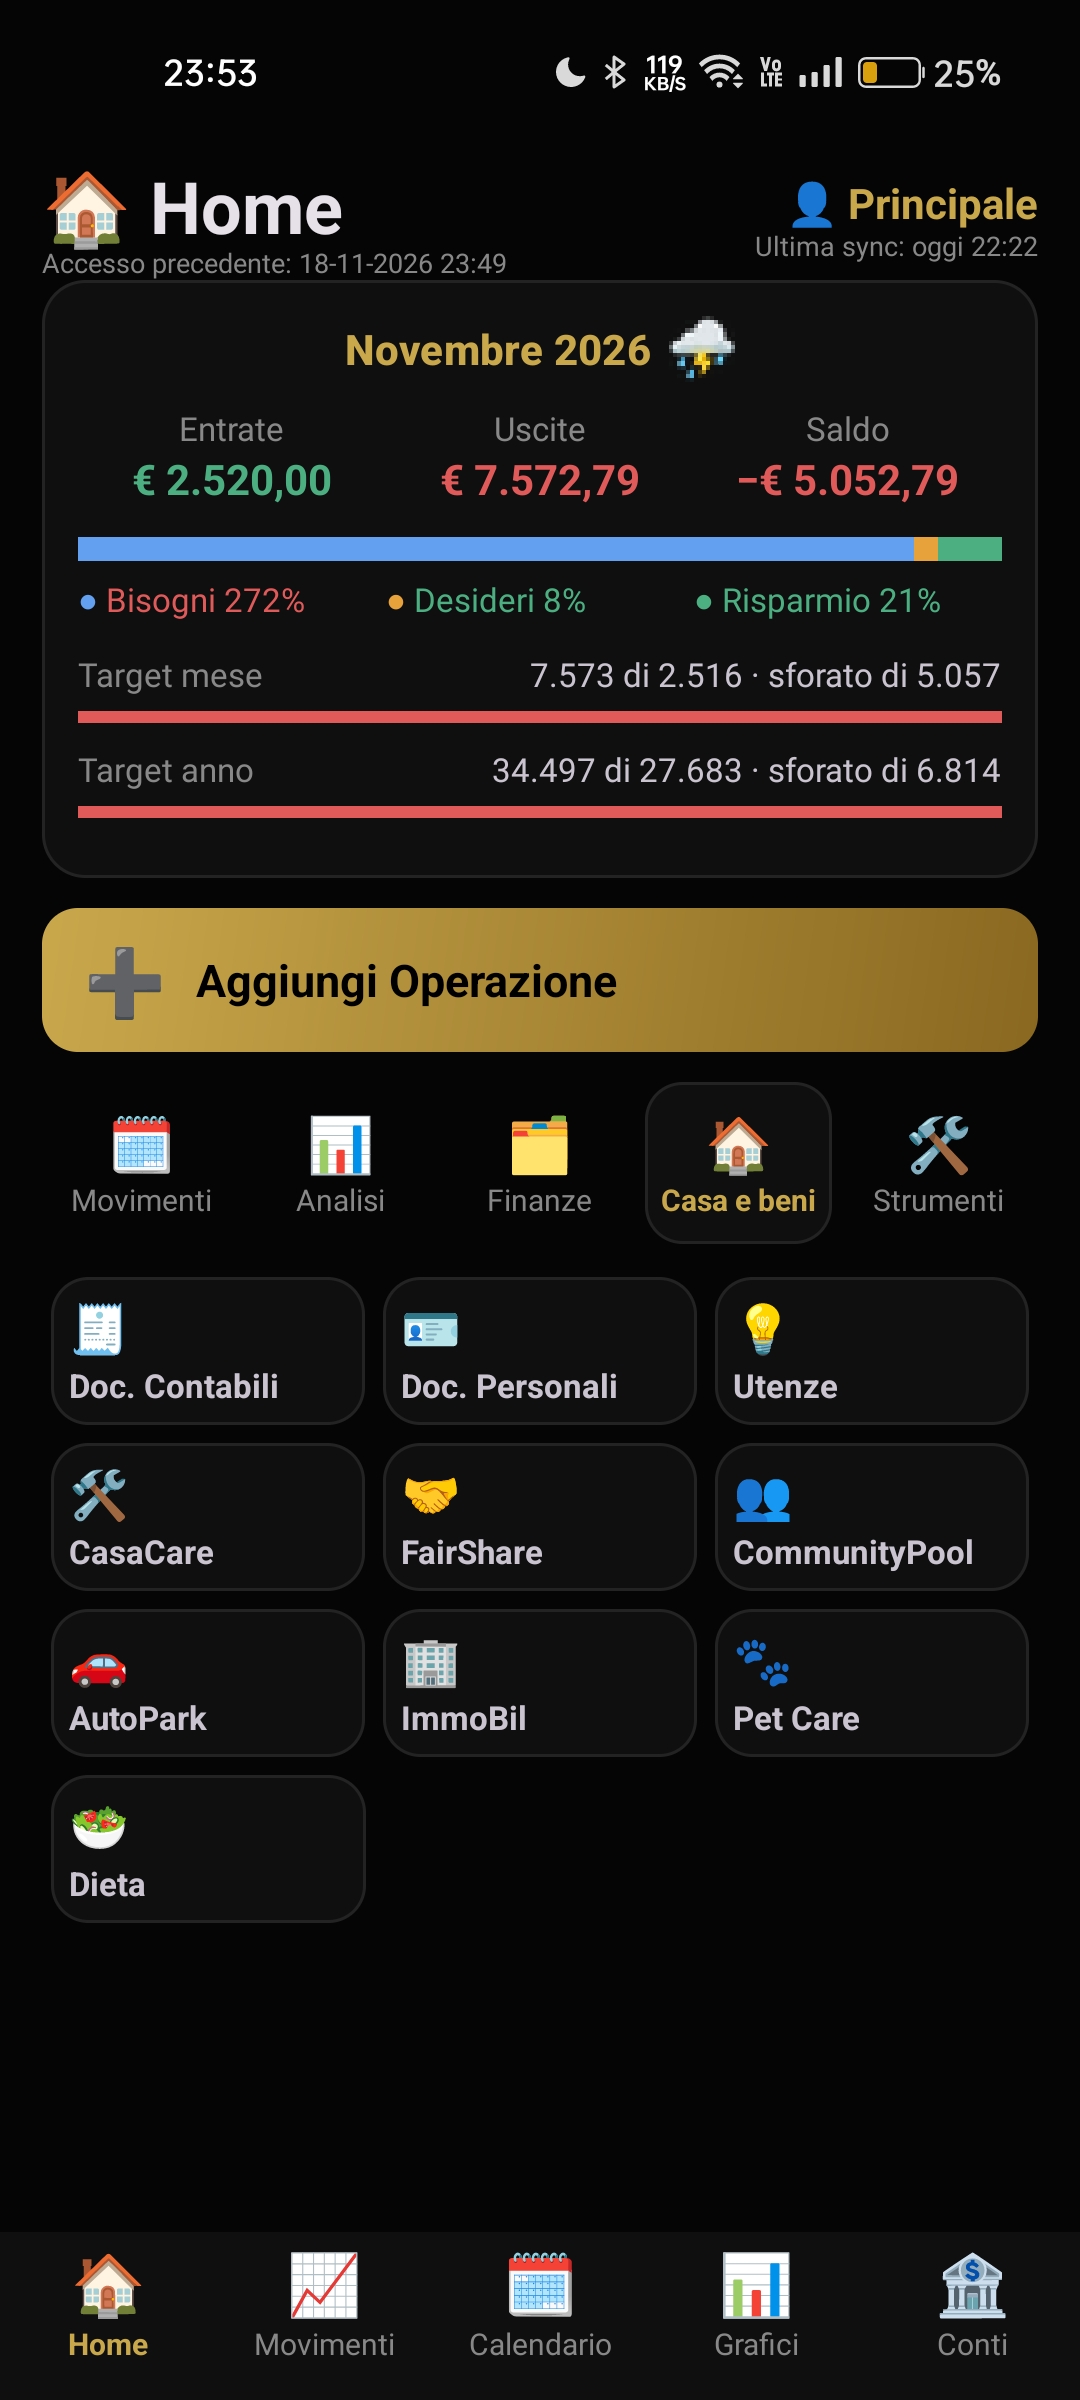 23:53
119 KB/S
Vo LTE
25%
Home
Principale
Ultima sync: oggi 22:22
Accesso precedente: 18-11-2026 23:49
Novembre 2026
Entrate Uscite Saldo
€ 2.520,00 € 7.572,79 −€ 5.052,79
Bisogni 272% Desideri 8% Risparmio 21%
Target mese 7.573 di 2.516 · sforato di 5.057
Target anno 34.497 di 27.683 · sforato di 6.814
Aggiungi Operazione
Movimenti Analisi Finanze Casa e beni Strumenti
Doc. Contabili Doc. Personali Utenze
CasaCare FairShare CommunityPool
AutoPark ImmoBil Pet Care
Dieta
Home Movimenti Calendario Grafici Conti